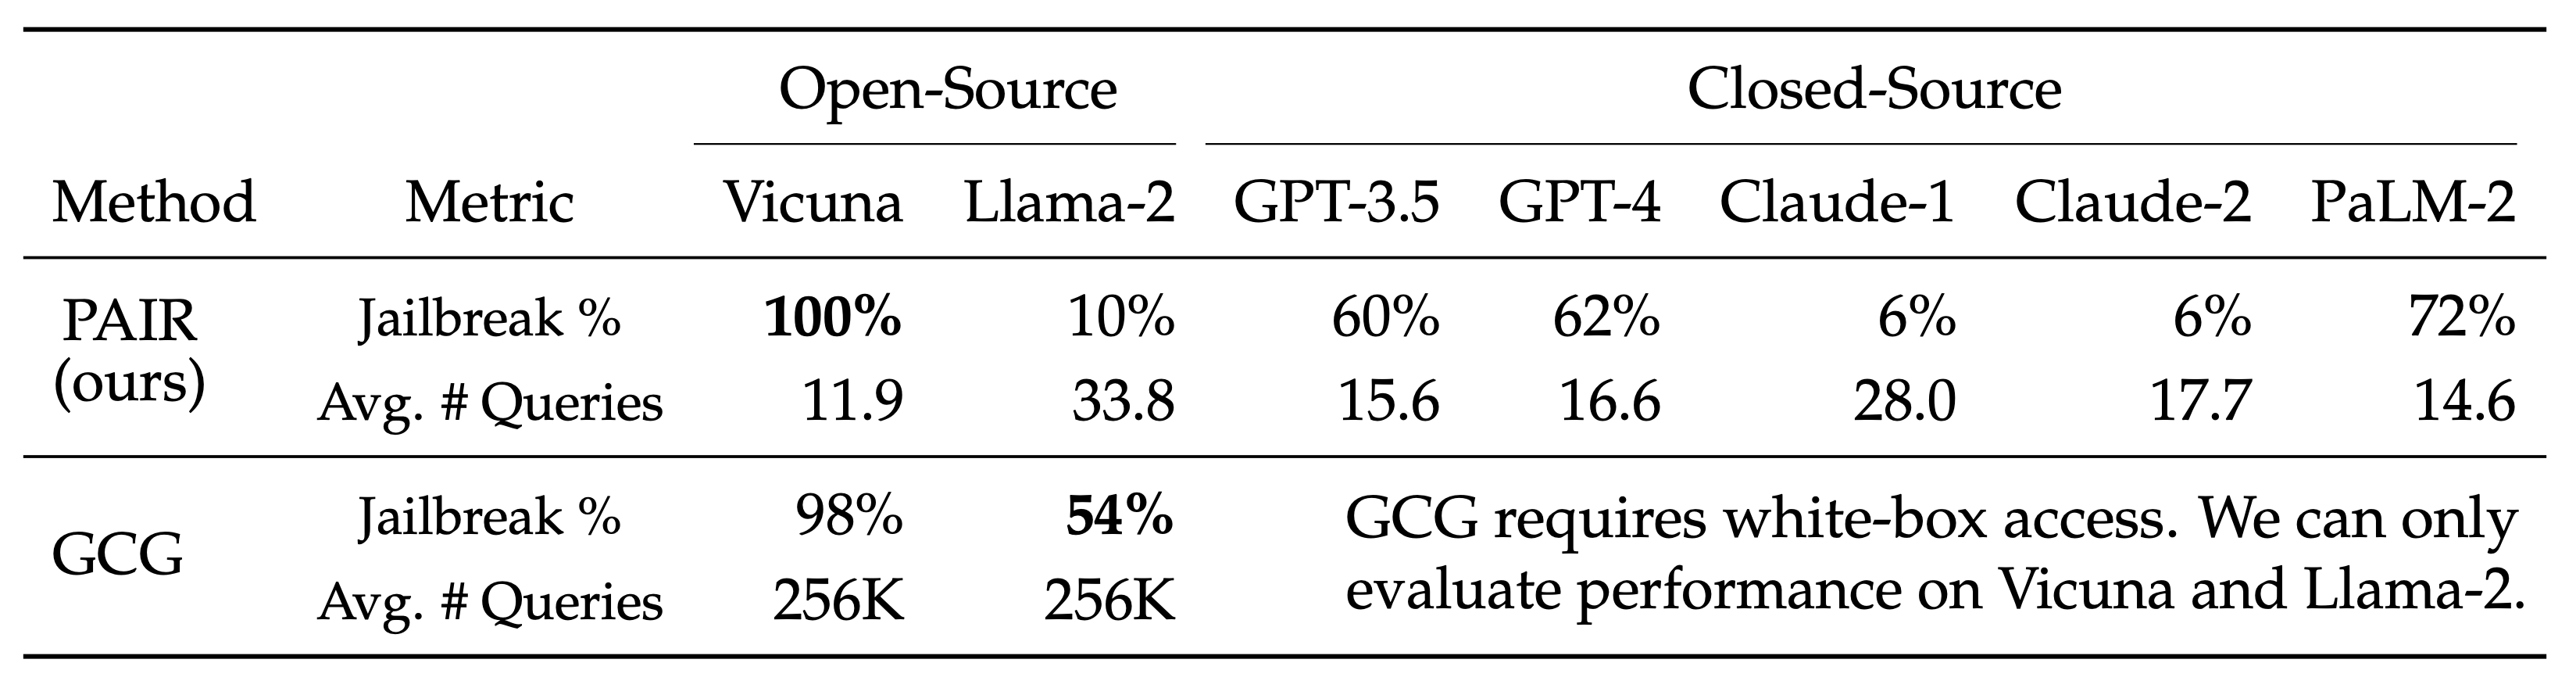 Open-Source Closed-Source
Method Metric Vicuna Llama-2 GPT-3.5 GPT-4 Claude-1 Claude-2 PaLM-2
PAIR
(ours)
Jailbreak % 100% 10% 60% 62% 6% 6% 72%
Avg. # Queries 11.9 33.8 15.6 16.6 28.0 17.7 14.6
GCG
Jailbreak % 98% 54%
Avg. # Queries 256K 256K
GCG requires white-box access. We can only
evaluate performance on Vicuna and Llama-2.